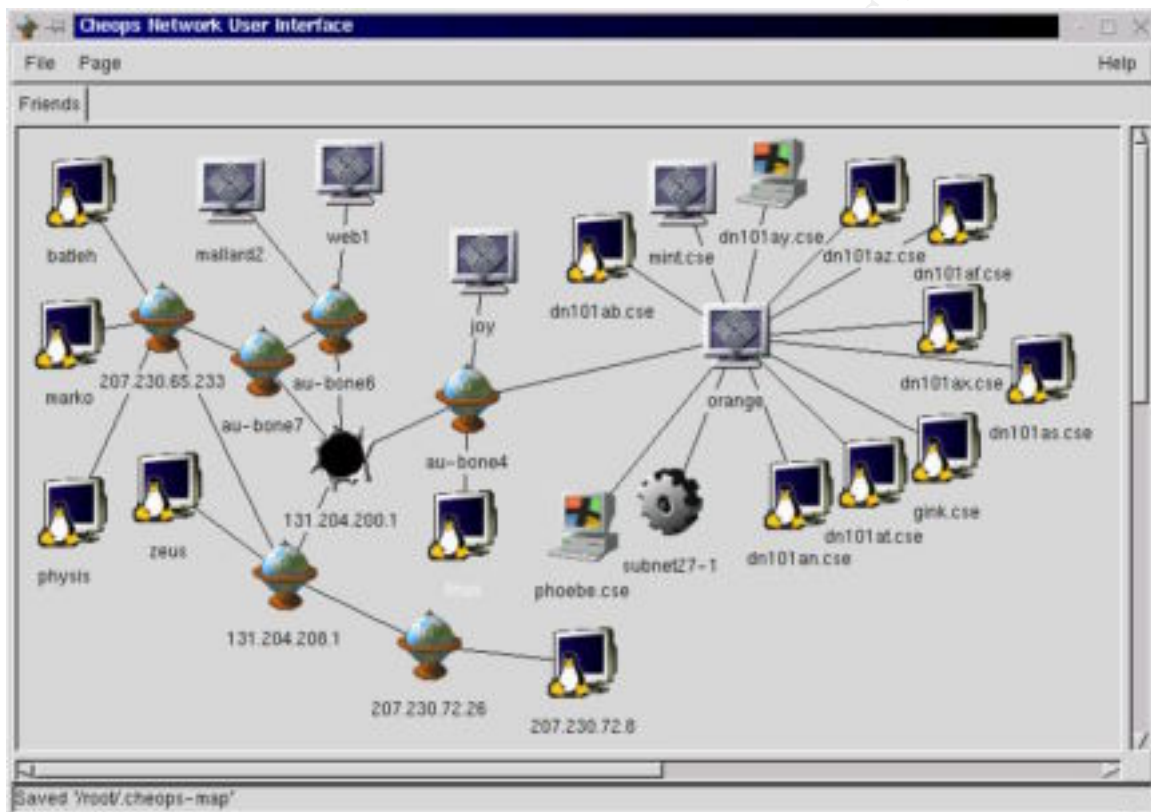 Cheops Network User Interface
File Page Help
Friends
batleh
mallard2
web1
joy
mint.cse
dn101ay.cse
dn101az.cse
dn101af.cse
dn101ab.cse
marko
207.230.65.233
au-bone6
au-bone7
orange
dn101ax.cse
dn101as.cse
au-bone4
131.204.200.1
gink.cse
dn101at.cse
dn101an.cse
zeus
physis
subnet27-1
phoebe.cse
131.204.208.1
207.230.72.26
207.230.72.8
Saved '/root/.cheops-map'